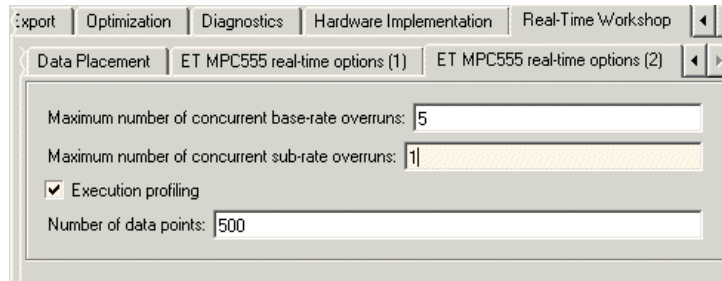 Export Optimization Diagnostics Hardware Implementation Real-Time Workshop
Data Placement ET MPC555 real-time options (1) ET MPC555 real-time options (2)
Maximum number of concurrent base-rate overruns: 5
Maximum number of concurrent sub-rate overruns: 1
Execution profiling
Number of data points: 500